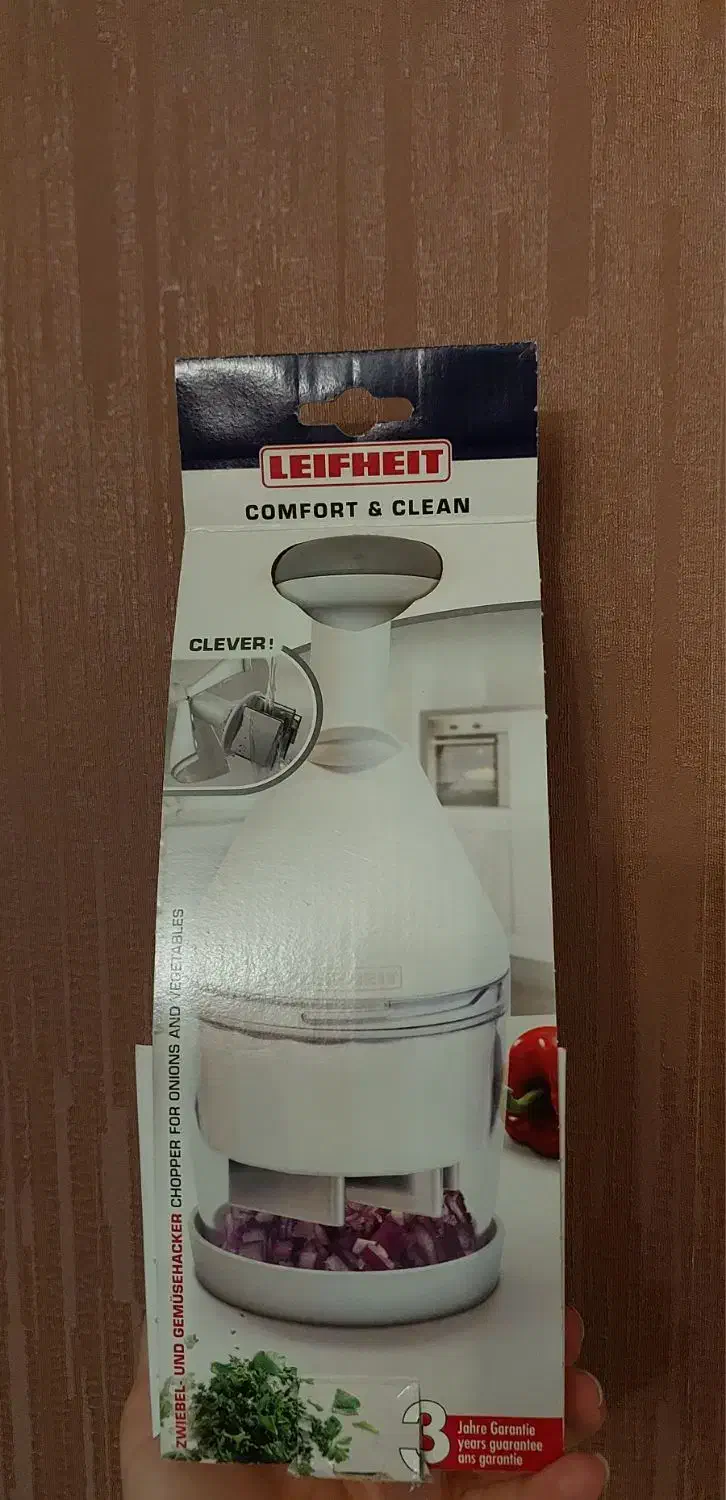 LEIFHEIT
COMFORT & CLEAN
CLEVER!
LEIFHEIT
ZWIEBEL- UND GEMÜSEHACKER CHOPPER FOR ONIONS AND VEGETABLES
3
Jahre Garantie
years guarantee
ans garantie